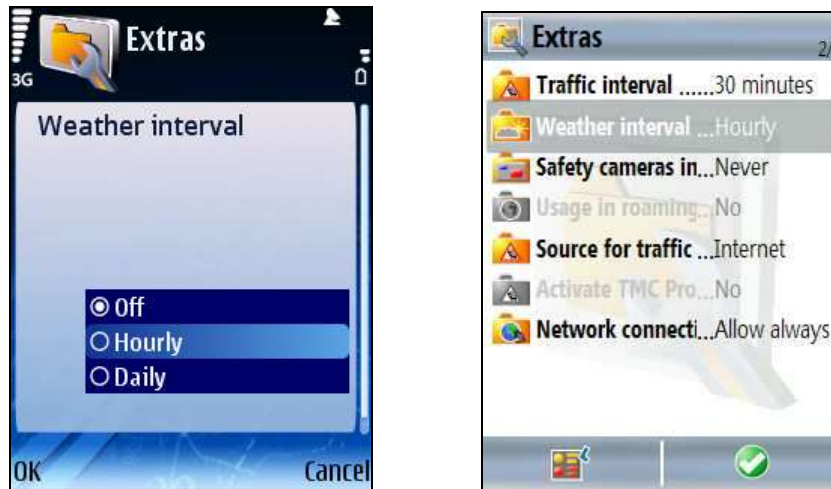 Extras
3G
Weather interval
Off
Hourly
Daily
OK
Cancel
Extras
2/
Traffic interval ......30 minutes
Weather interval ...Hourly
Safety cameras in...Never
Usage in roaming...No
Source for traffic ...Internet
Activate TMC Pro...No
Network connecti...Allow always